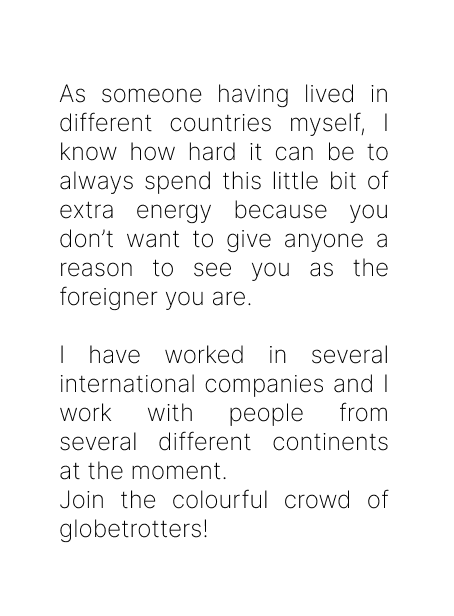 As someone having lived in
different countries myself, I
know how hard it can be to
always spend this little bit of
extra energy because you
don’t want to give anyone a
reason to see you as the
foreigner you are.
I have worked in several
international companies and I
work with people from
several different continents
at the moment.
Join the colourful crowd of
globetrotters!